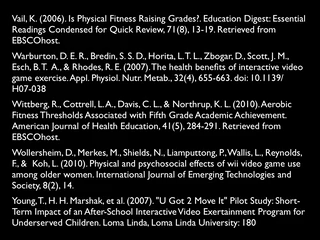 Vail, K. (2006). Is Physical Fitness Raising Grades?. Education Digest: Essential
Readings Condensed for Quick Review, 71(8), 13-19. Retrieved from
EBSCOhost.
Warburton, D. E. R., Bredin, S. S. D., Horita, L. T. L., Zbogar, D., Scott, J. M.,
Esch, B. T. A., & Rhodes, R. E. (2007). The health benefits of interactive video
game exercise. Appl. Physiol. Nutr. Metab., 32(4), 655-663. doi: 10.1139/
H07-038
Wittberg, R., Cottrell, L. A., Davis, C. L., & Northrup, K. L. (2010). Aerobic
Fitness Thresholds Associated with Fifth Grade Academic Achievement.
American Journal of Health Education, 41(5), 284-291. Retrieved from
EBSCOhost.
Wollersheim, D., Merkes, M., Shields, N., Liamputtong, P., Wallis, L., Reynolds,
F., & Koh, L. (2010). Physical and psychosocial effects of wii video game use
among older women. International Journal of Emerging Technologies and
Society, 8(2), 14.
Young, T., H. H. Marshak, et al. (2007). "U Got 2 Move It" Pilot Study: Short-
Term Impact of an After-School Interactive Video Exertainment Program for
Underserved Children. Loma Linda, Loma Linda University: 180